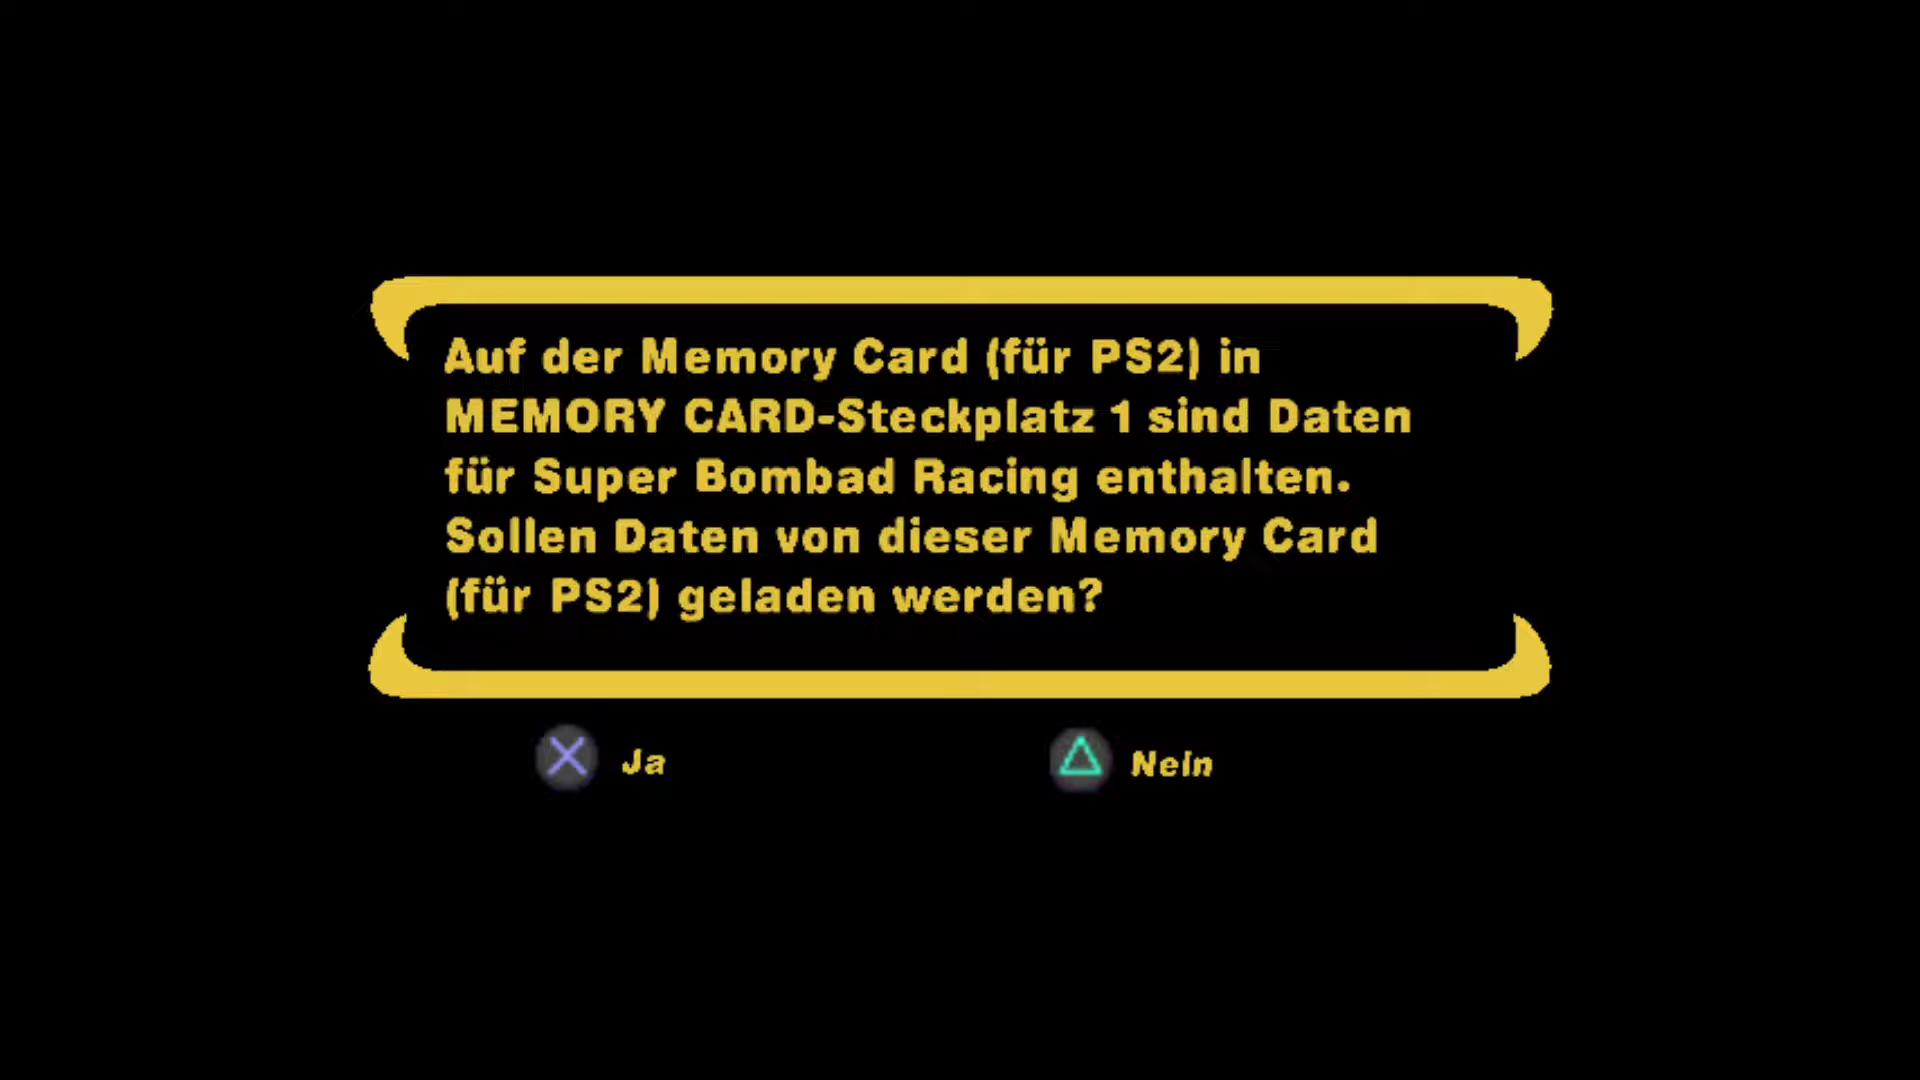 Auf der Memory Card (für PS2) in
MEMORY CARD-Steckplatz 1 sind Daten
für Super Bombad Racing enthalten.
Sollen Daten von dieser Memory Card
(für PS2) geladen werden?
Ja
Nein